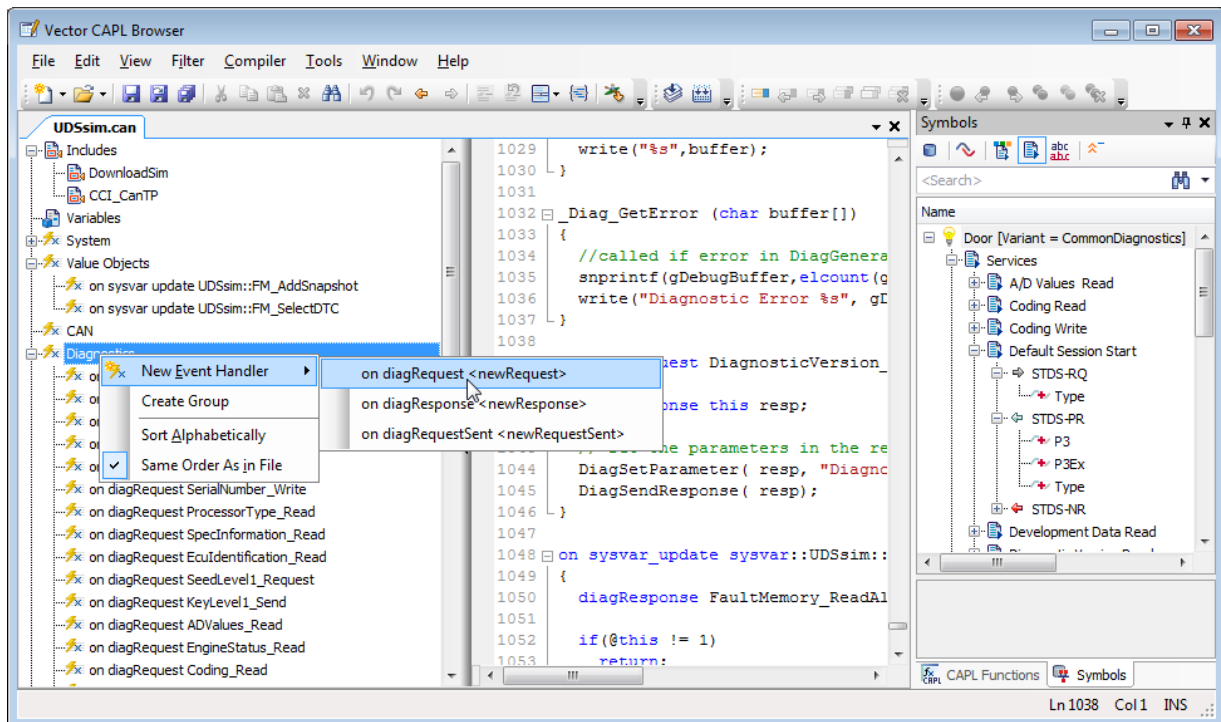 Vector CAPL Browser
File Edit View Filter Compiler Tools Window Help
UDSsim.can
Includes
DownloadSim
CCI_CanTP
Variables
System
Value Objects
on sysvar update UDSsim::FM_AddSnapshot
on sysvar update UDSsim::FM_SelectDTC
CAN
Diagnostics
New Event Handler
Create Group
Sort Alphabetically
Same Order As in File
on diagRequest <newRequest>
on diagResponse <newResponse>
on diagRequestSent <newRequestSent>
on diagRequest SerialNumber_Write
on diagRequest ProcessorType_Read
on diagRequest SpecInformation_Read
on diagRequest EcuIdentification_Read
on diagRequest SeedLevel1_Request
on diagRequest KeyLevel1_Send
on diagRequest ADValues_Read
on diagRequest EngineStatus_Read
on diagRequest Coding_Read
1029 write("%s",buffer);
1030 }
1031
1032 _Diag_GetError (char buffer[])
1033 {
1034 //called if error in DiagGenera
1035 snprintf(gDebugBuffer,elcount(g
1036 write("Diagnostic Error %s", gD
1037 }
1038
uest DiagnosticVersion_
onse this resp;
the parameters in the re
1044 DiagSetParameter( resp, "Diagno
1045 DiagSendResponse( resp);
1046 }
1047
1048 on sysvar_update sysvar::UDSsim::
1049 {
1050 diagResponse FaultMemory_ReadAl
1051
1052 if(@this != 1)
1053 return;
Symbols
abc
abc
<Search>
Name
Door [Variant = CommonDiagnostics]
Services
A/D Values Read
Coding Read
Coding Write
Default Session Start
STDS-RQ
Type
STDS-PR
P3
P3Ex
Type
STDS-NR
Development Data Read
CAPL Functions
Symbols
Ln 1038 Col 1 INS